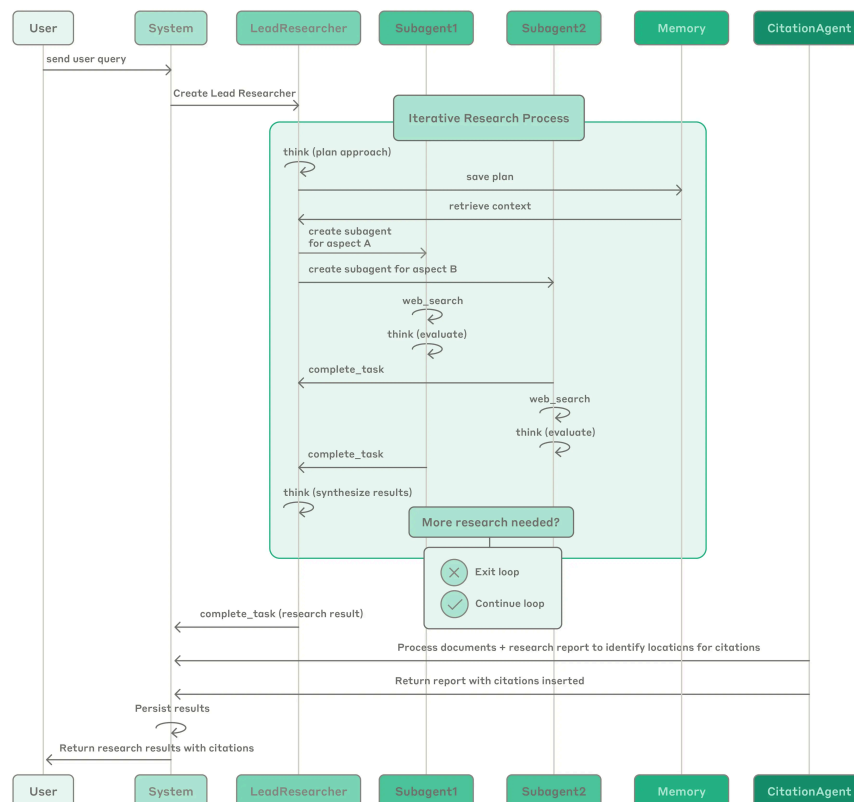 User
System
LeadResearcher
Subagent1
Subagent2
Memory
CitationAgent
send user query
Create Lead Researcher
Iterative Research Process
think (plan approach)
save plan
retrieve context
create subagent
for aspect A
create subagent for aspect B
web_search
think (evaluate)
complete_task
web_search
think (evaluate)
complete_task
think (synthesize results)
More research needed?
Exit loop
Continue loop
complete_task (research result)
Process documents + research report to identify locations for citations
Return report with citations inserted
Persist results
Return research results with citations
User
System
LeadResearcher
Subagent1
Subagent2
Memory
CitationAgent